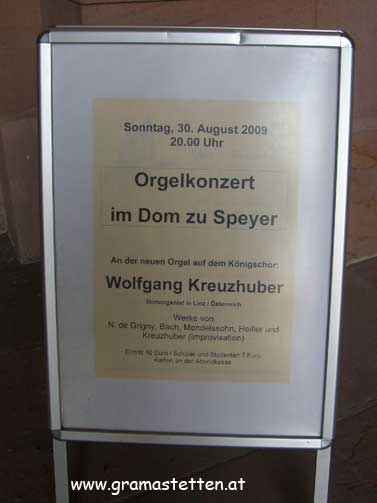 Sonntag, 30. August 2009
20.00 Uhr
Orgelkonzert
im Dom zu Speyer
An der neuen Orgel auf dem Königschor:
Wolfgang Kreuzhuber
Domorganist in Linz / Österreich
Werke von
N. de Grigny, Bach, Mendelssohn, Heiller und
Kreuzhuber (Improvisation)
Eintritt 10 Euro / Schüler und Studenten 7 Euro
Karten an der Abendkasse
www.gramastetten.at